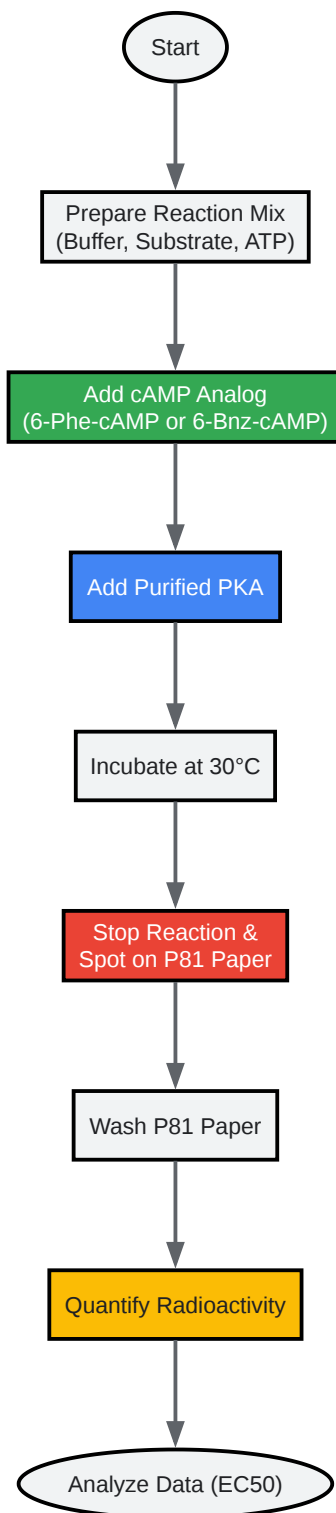 Start
Prepare Reaction Mix
(Buffer, Substrate, ATP)
Add cAMP Analog
(6-Phe-cAMP or 6-Bnz-cAMP)
Add Purified PKA
Incubate at 30°C
Stop Reaction &
Spot on P81 Paper
Wash P81 Paper
Quantify Radioactivity
Analyze Data (EC50)